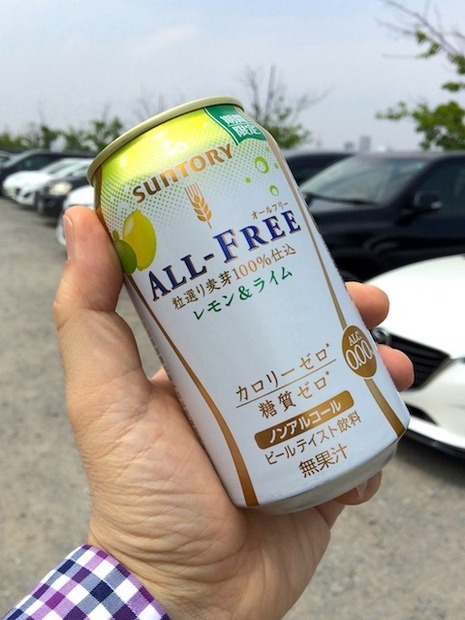 期間
限定
SUNTORY
オールフリー
ALL-FREE
粒選り麦芽100%仕込
レモン&ライム
ALC.
0.00
カロリーゼロ*
糖質ゼロ*
ノンアルコール
ビールテイスト飲料
無果汁